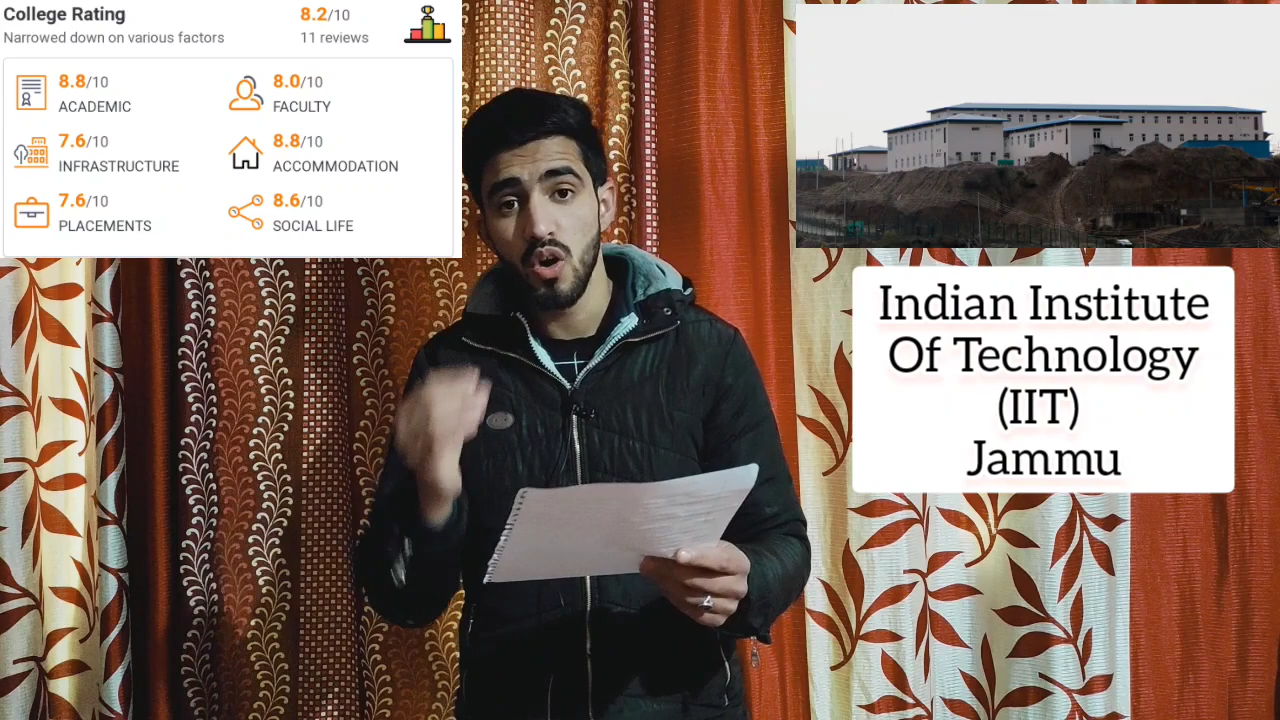 College Rating
8.2/10
Narrowed down on various factors
11 reviews
8.8/10
ACADEMIC
8.0/10
FACULTY
7.6/10
INFRASTRUCTURE
8.8/10
ACCOMMODATION
7.6/10
PLACEMENTS
8.6/10
SOCIAL LIFE
Indian Institute
Of Technology
(IIT)
Jammu